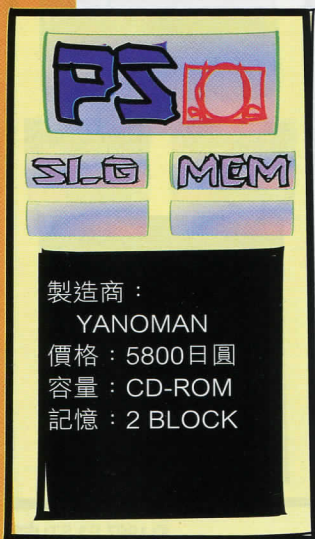 PS
SLG MEM
製造商：
YANOMAN
價格：5800日圓
容量：CD-ROM
記憶：2 BLOCK